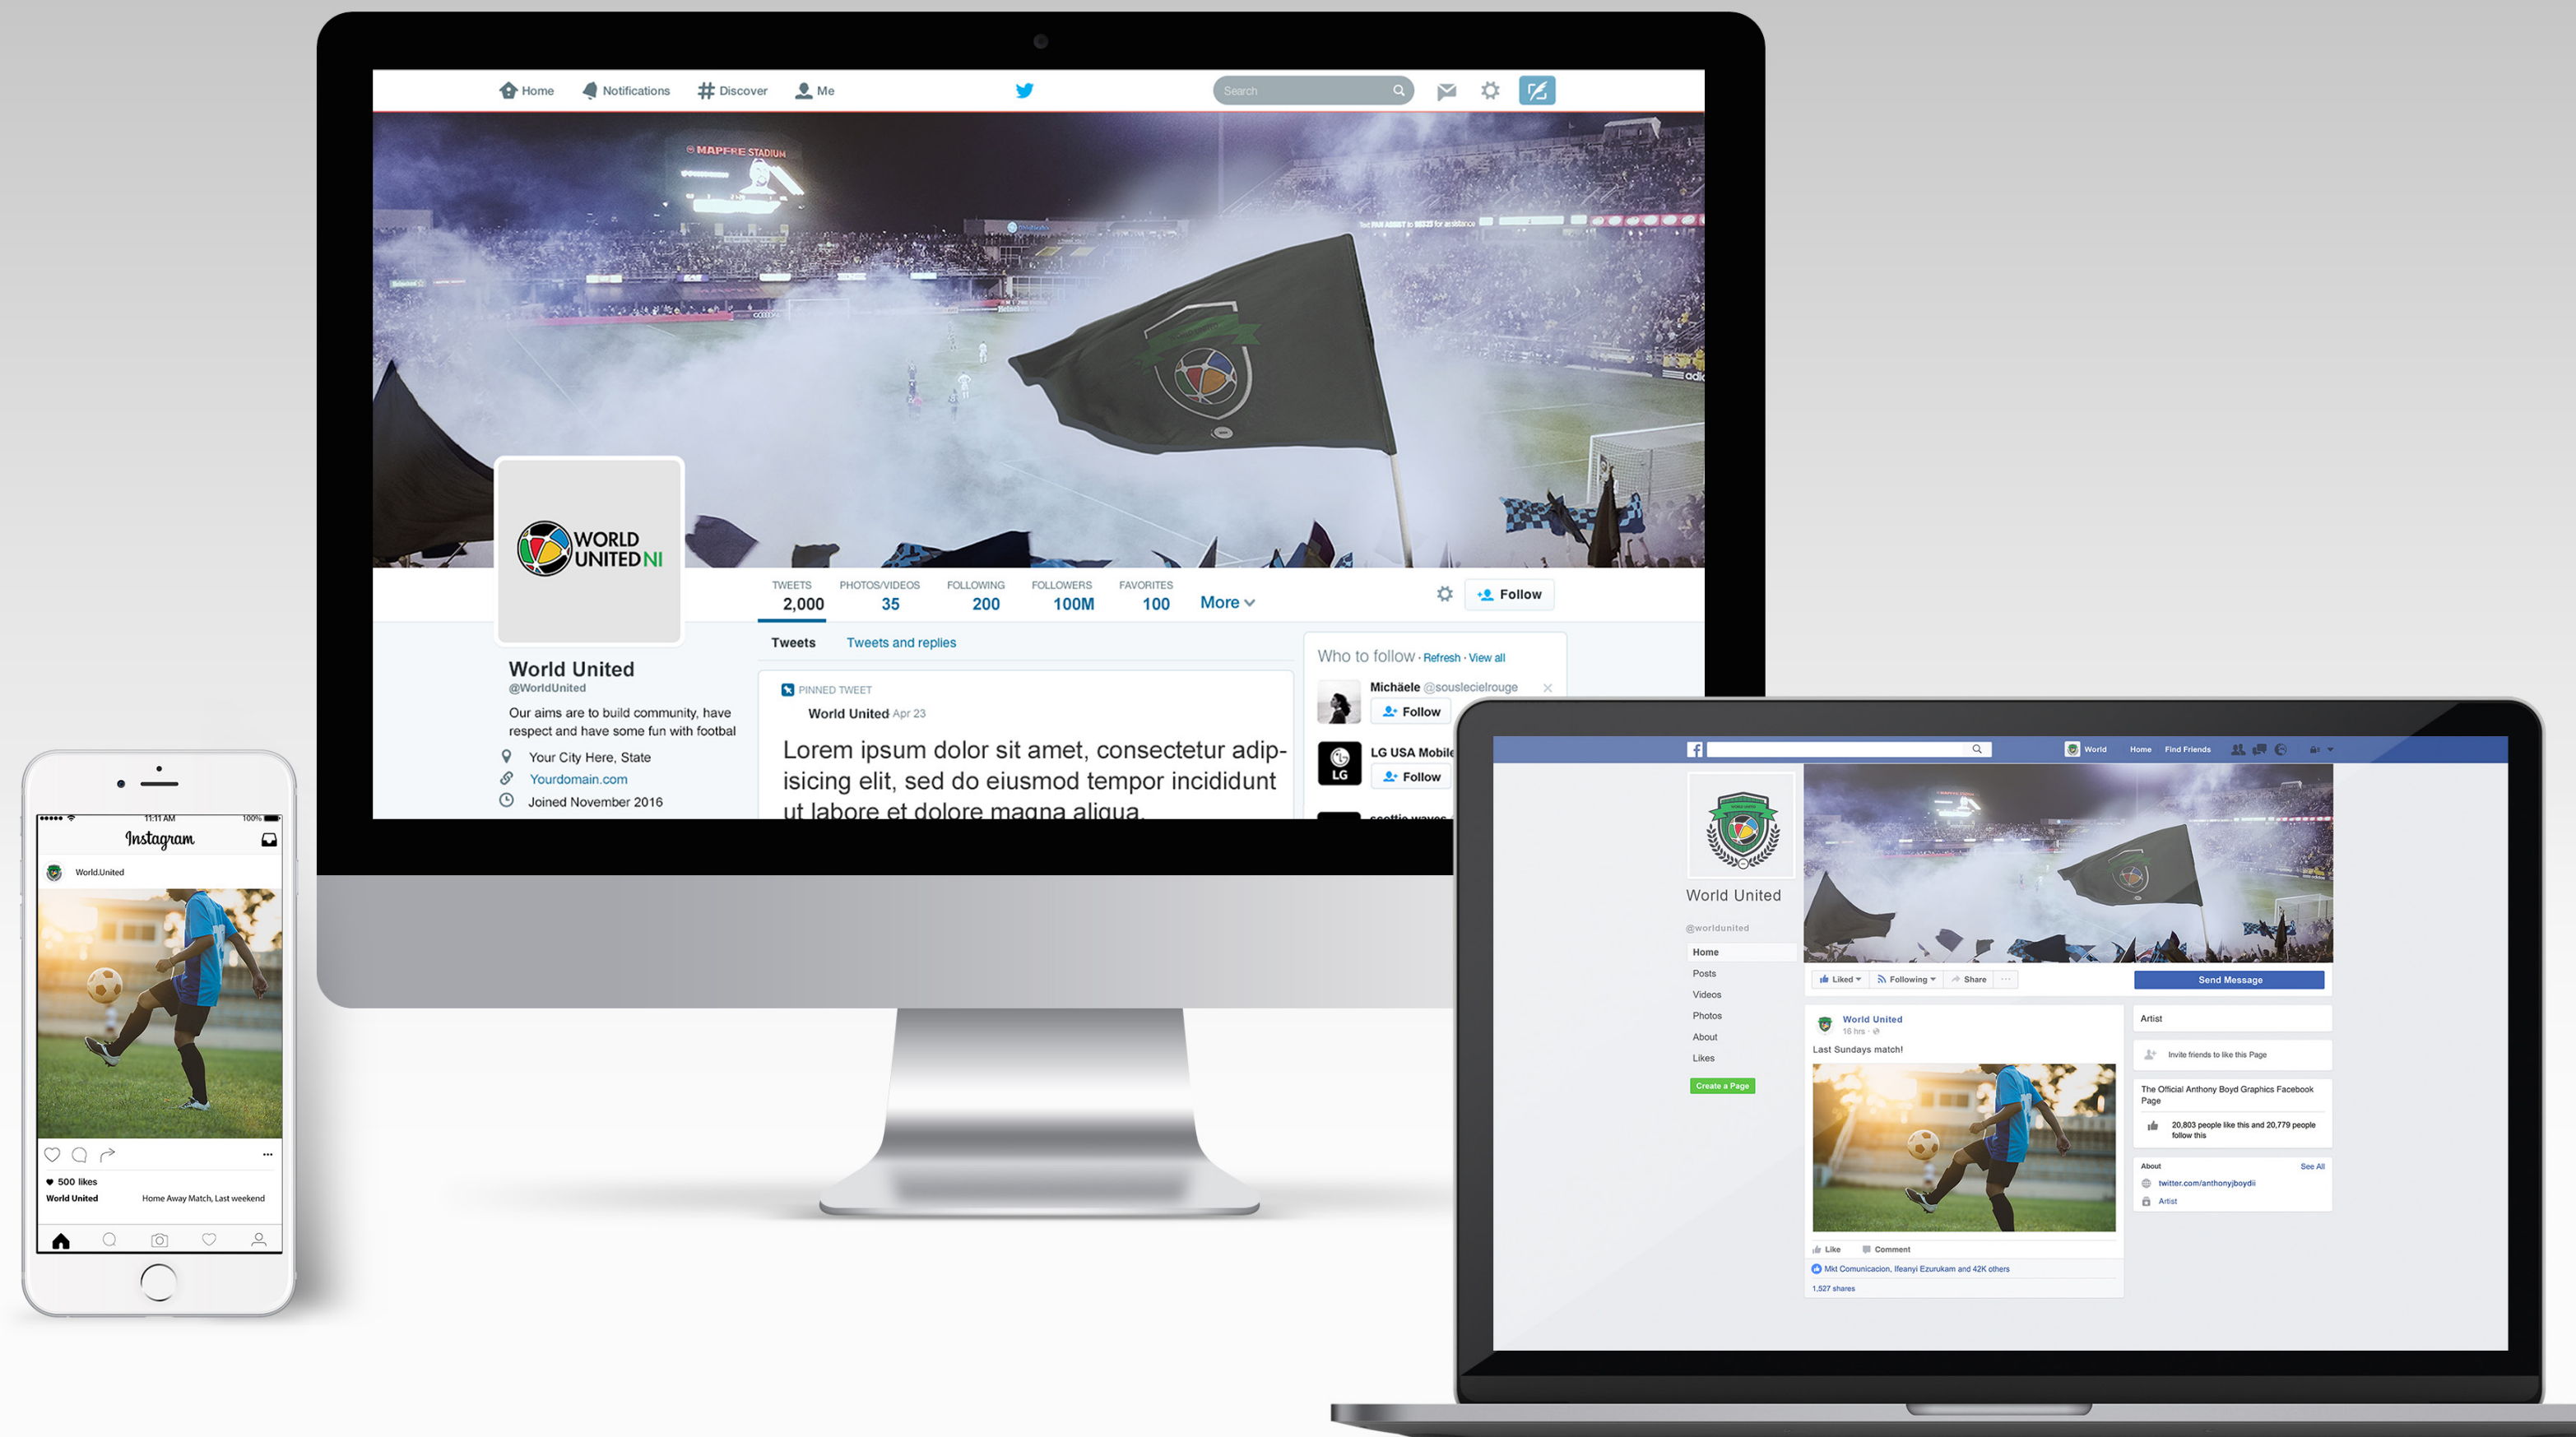 Home Notifications Discover Me Search
MAPFRE STADIUM
adidas
WORLD
UNITED NI
TWEETS PHOTOS/VIDEOS FOLLOWING FOLLOWERS FAVORITES
2,000 35 200 100M 100 More
Follow
Tweets Tweets and replies
World United
@WorldUnited
Our aims are to build community, have
respect and have some fun with footbal
Your City Here, State
Yourdomain.com
Joined November 2016
PINNED TWEET
World United Apr 23
Lorem ipsum dolor sit amet, consectetur adip-
isicing elit, sed do eiusmod tempor incididunt
ut labore et dolore magna aliqua.
Who to follow · Refresh · View all
Michäele @souslecielrouge
Follow
LG
LG USA Mobile
Follow
11:11 AM 100%
Instagram
World.United
500 likes
World United Home Away Match, Last weekend
f World Home Find Friends
World United
@worldunited
Home
Posts
Videos
Photos
About
Likes
Create a Page
Liked Following Share ...
Send Message
World United
16 hrs ·
Last Sundays match!
Like Comment
Mkt Comunicacion, Ifeanyi Ezurukam and 42K others
1,527 shares
Artist
Invite friends to like this Page
The Official Anthony Boyd Graphics Facebook
Page
20,803 people like this and 20,779 people
follow this
About See All
twitter.com/anthonyjboydii
Artist